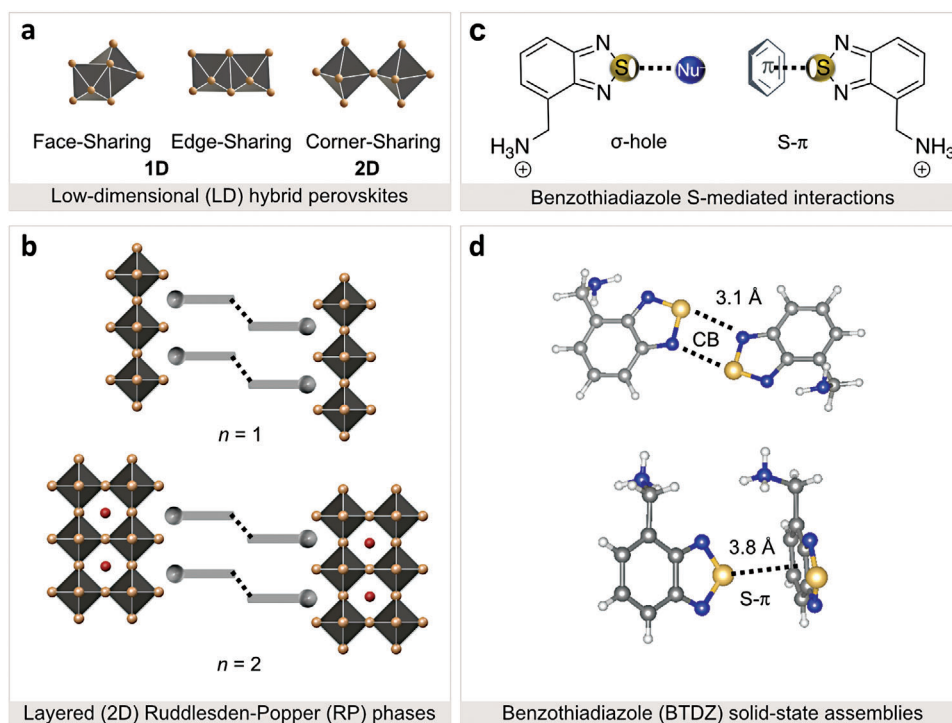 a
Face-Sharing Edge-Sharing Corner-Sharing
1D 2D
Low-dimensional (LD) hybrid perovskites
b
n = 1
n = 2
Layered (2D) Ruddlesden-Popper (RP) phases
c
N
S
N
Nu⁻
H3N
+
σ-hole
π
S
N
N
NH3
+
S-π
Benzothiadiazole S-mediated interactions
d
3.1 Å
CB
3.8 Å
S-π
Benzothiadiazole (BTDZ) solid-state assemblies